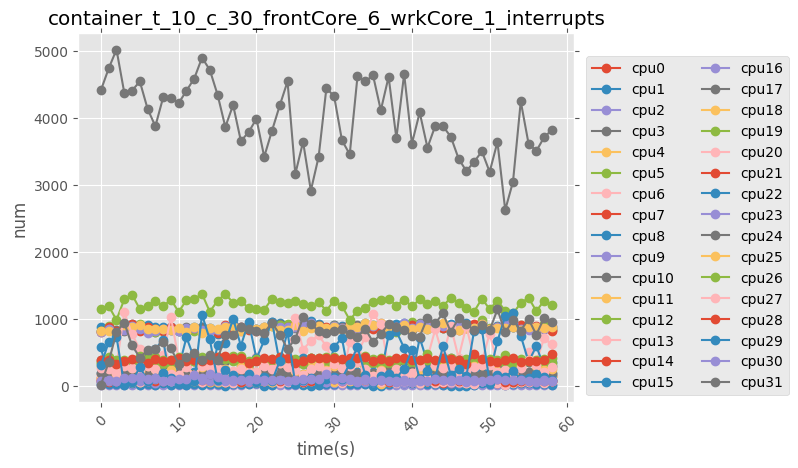 container_t_10_c_30_frontCore_6_wrkCore_1_interrupts
5000
4000
3000
2000
1000
0
num
0
10
20
30
40
50
60
time(s)
cpu0
cpu1
cpu2
cpu3
cpu4
cpu5
cpu6
cpu7
cpu8
cpu9
cpu10
cpu11
cpu12
cpu13
cpu14
cpu15
cpu16
cpu17
cpu18
cpu19
cpu20
cpu21
cpu22
cpu23
cpu24
cpu25
cpu26
cpu27
cpu28
cpu29
cpu30
cpu31